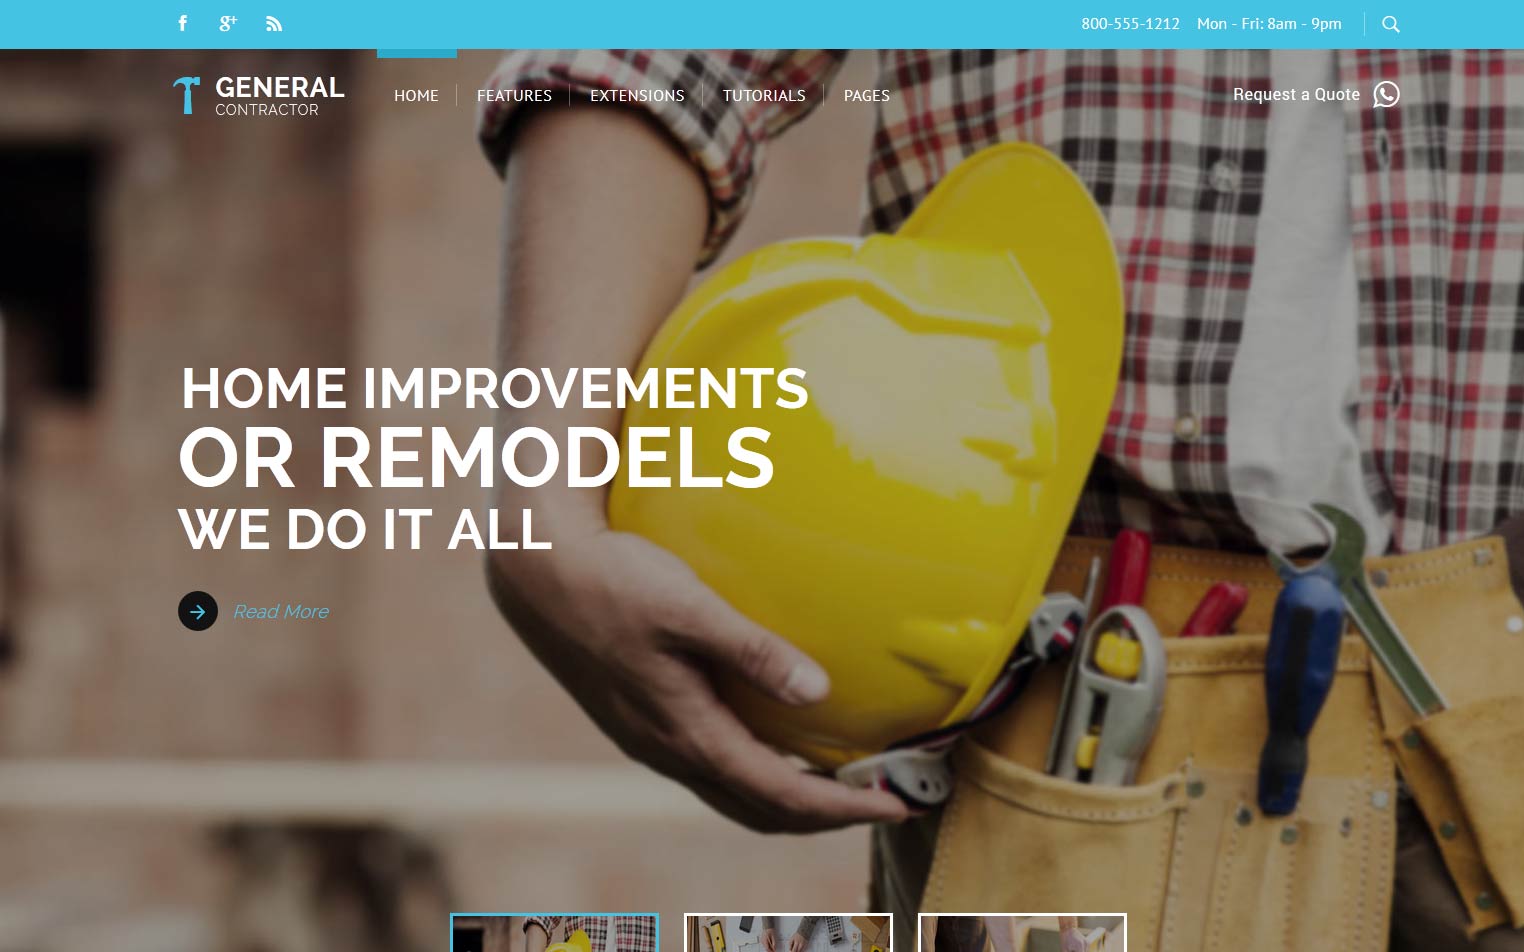 800-555-1212 Mon - Fri: 8am - 9pm
GENERAL
CONTRACTOR
HOME FEATURES EXTENSIONS TUTORIALS PAGES
Request a Quote
HOME IMPROVEMENTS
OR REMODELS
WE DO IT ALL
Read More